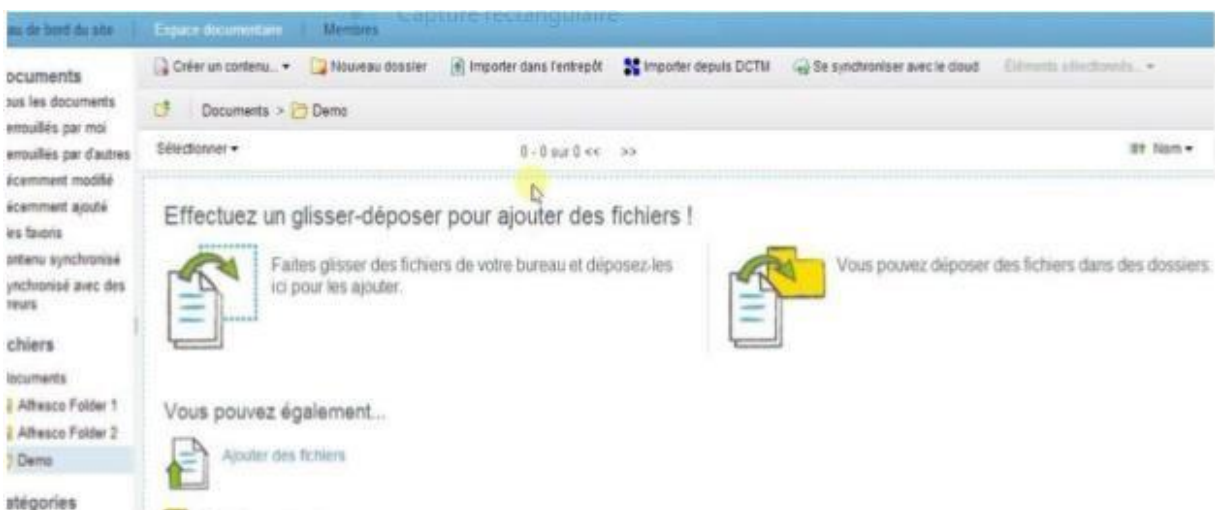 Capture rectangulaire
au de bord du site Espace documentaire Membres
Créer un contenu... Nouveau dossier Importer dans l'entrepôt Importer depuis DCTM Se synchroniser avec le cloud Éléments sélectionnés...
ocuments
ous les documents
errouillés par moi
errouillés par d'autres
écemment modifié
écemment ajouté
es favoris
ontenu synchronisé
ynchronisé avec des
reurs
chiers
ocuments
Alfresco Folder 1
Alfresco Folder 2
Demo
atégories
Documents > Demo
Sélectionner 0 - 0 sur 0 << >> Nom
Effectuez un glisser-déposer pour ajouter des fichiers !
Faites glisser des fichiers de votre bureau et déposez-les
ici pour les ajouter.
Vous pouvez déposer des fichiers dans des dossiers
Vous pouvez également...
Ajouter des fichiers